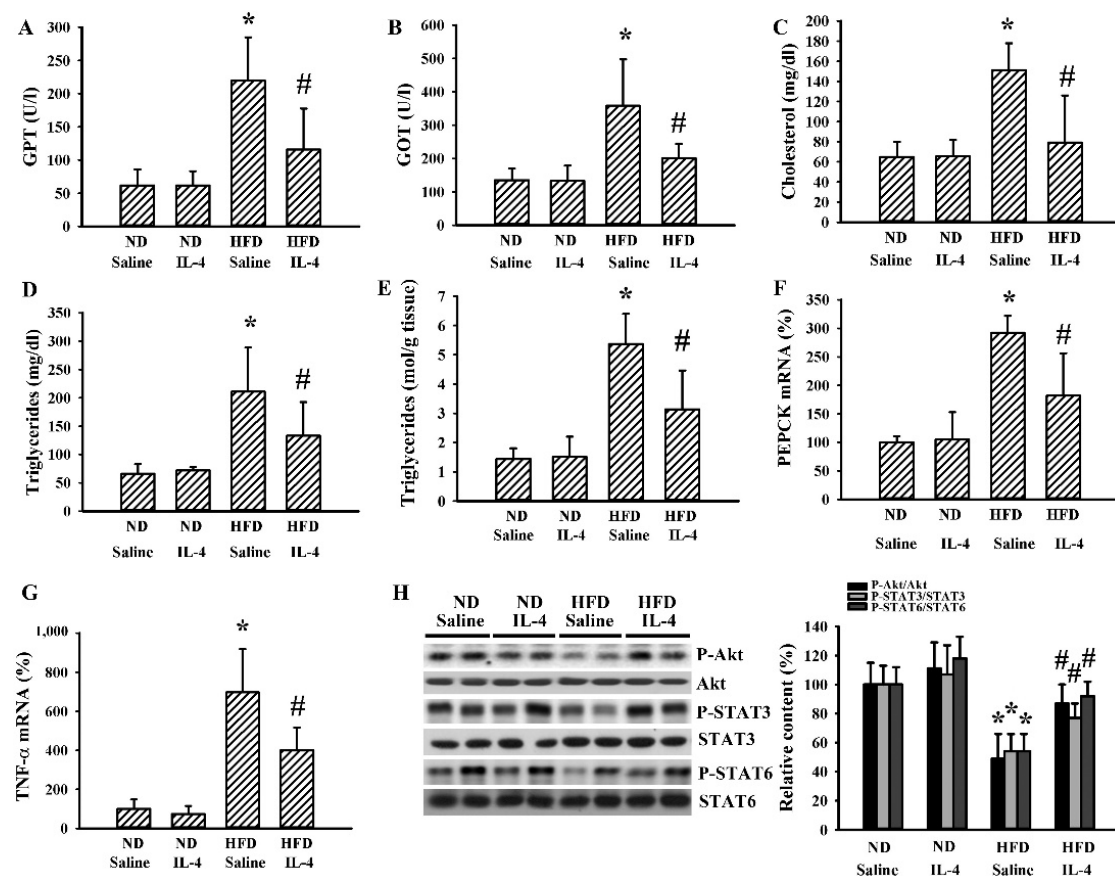 A
GPT (U/l)
300
250
200
150
100
50
0
*
#
ND ND HFD HFD
Saline IL-4 Saline IL-4
B
GOT (U/l)
600
500
400
300
200
100
0
*
#
ND ND HFD HFD
Saline IL-4 Saline IL-4
C
Cholesterol (mg/dl)
200
180
160
140
120
100
80
60
40
20
0
*
#
ND ND HFD HFD
Saline IL-4 Saline IL-4
D
Triglycerides (mg/dl)
350
300
250
200
150
100
50
0
*
#
ND ND HFD HFD
Saline IL-4 Saline IL-4
E
Triglycerides (mol/g tissue)
7
6
5
4
3
2
1
0
*
#
ND ND HFD HFD
Saline IL-4 Saline IL-4
F
PEPCK mRNA (%)
350
300
250
200
150
100
50
0
*
#
ND ND HFD HFD
Saline IL-4 Saline IL-4
G
TNF-α mRNA (%)
1,000
800
600
400
200
0
*
#
ND ND HFD HFD
Saline IL-4 Saline IL-4
H
ND ND HFD HFD
Saline IL-4 Saline IL-4
P-Akt
Akt
P-STAT3
STAT3
P-STAT6
STAT6
P-Akt/Akt
P-STAT3/STAT3
P-STAT6/STAT6
Relative content (%)
140
120
100
80
60
40
20
0
* * *
# # #
ND ND HFD HFD
Saline IL-4 Saline IL-4